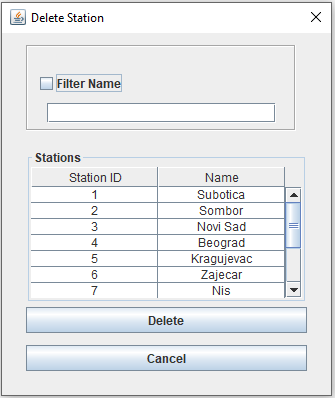 Delete Station
Filter Name
Stations
Station ID Name
1 Subotica
2 Sombor
3 Novi Sad
4 Beograd
5 Kragujevac
6 Zajecar
7 Nis
Delete
Cancel